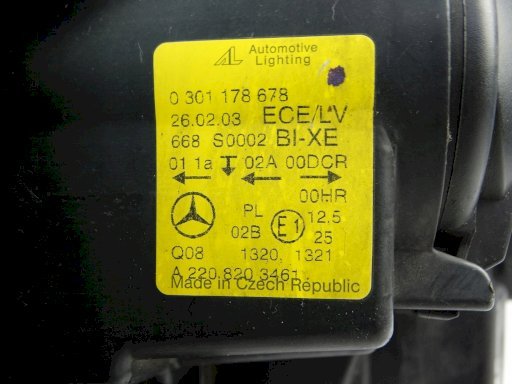 AL Automotive Lighting
0 301 178 678
26.02.03 ECE/LV
668 S0002 BI-XE
01 1a 02A 00DCR
00HR
PL 12,5
02B E1 25
Q08 1320, 1321
A 220 820 3461
Made in Czech Republic